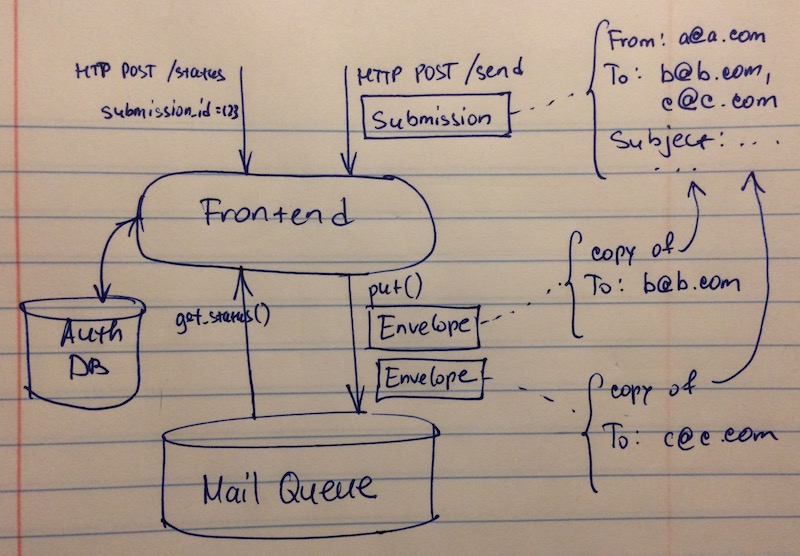 HTTP POST /status
submission_id=123
HTTP POST /send
Submission
From: a@a.com
To: b@b.com,
c@c.com
Subject: ....
...
Frontend
Auth
DB
get_status()
put()
Envelope
Envelope
copy of
To: b@b.com
copy of
To: c@c.com
Mail Queue